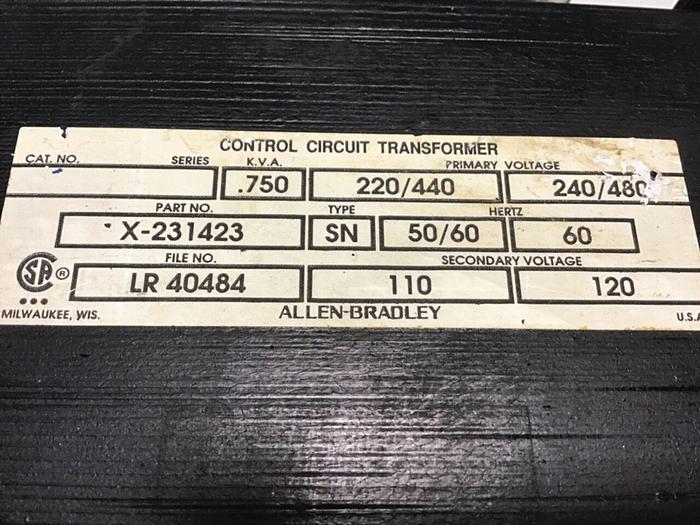 CONTROL CIRCUIT TRANSFORMER
CAT. NO. SERIES K.V.A. PRIMARY VOLTAGE
.750 220/440 240/480
PART NO. TYPE HERTZ
X-231423 SN 50/60 60
FILE NO. SECONDARY VOLTAGE
SA ® LR 40484 110 120
MILWAUKEE, WIS. ALLEN-BRADLEY U.S.A